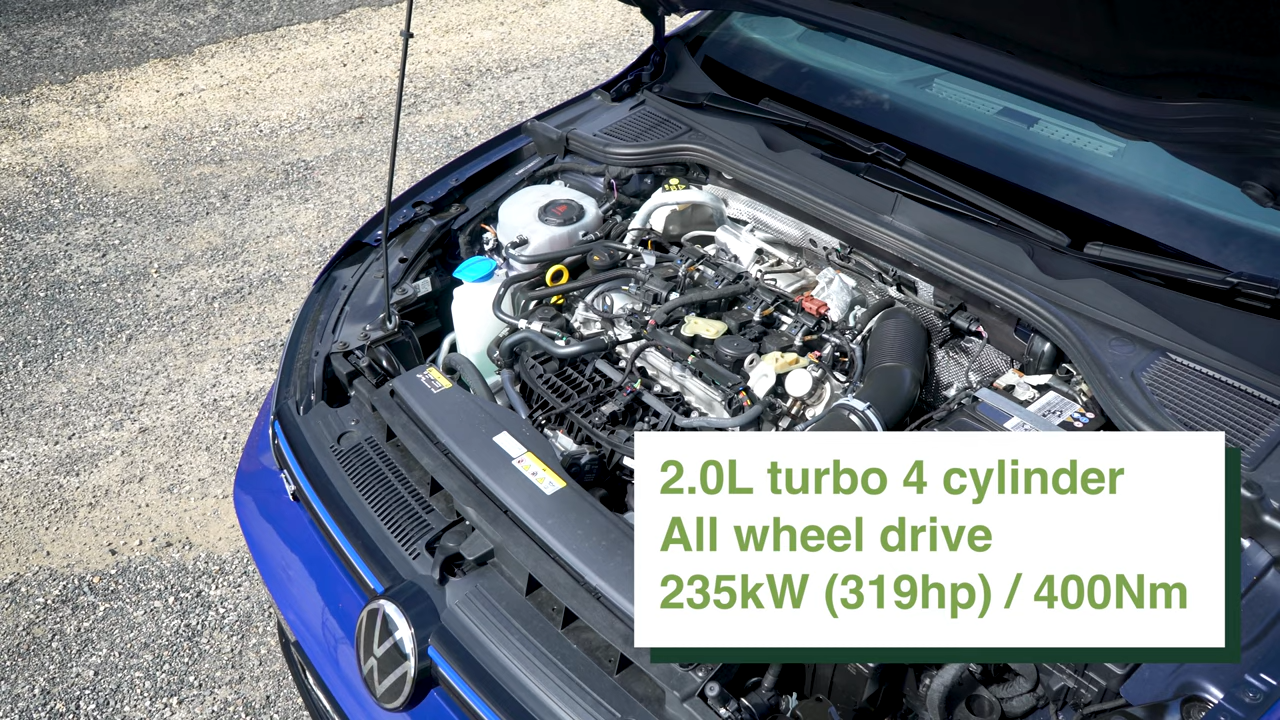 2.0L turbo 4 cylinder
All wheel drive
235kW (319hp) / 400Nm